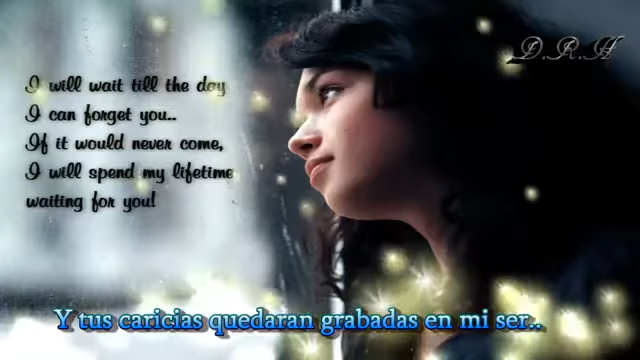 D.R.H
I will wait till the day
I can forget you..
If it would never come,
I will spend my lifetime
waiting for you!
Y tus caricias quedaran grabadas en mi ser..